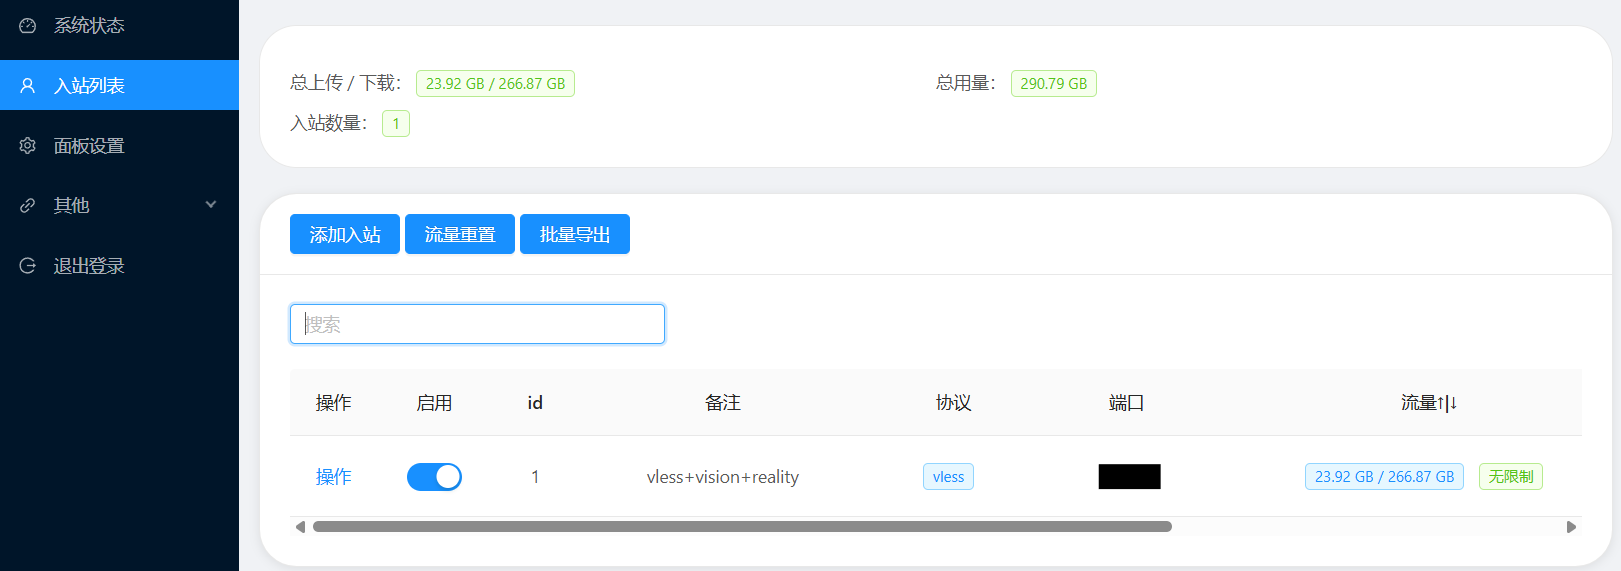 系统状态
入站列表
面板设置
其他
退出登录
总上传 / 下载： 23.92 GB / 266.87 GB
总用量： 290.79 GB
入站数量： 1
添加入站 流量重置 批量导出
搜索
操作 启用 id 备注 协议 端口 流量↑|↓
操作 1 vless+vision+reality vless 23.92 GB / 266.87 GB 无限制